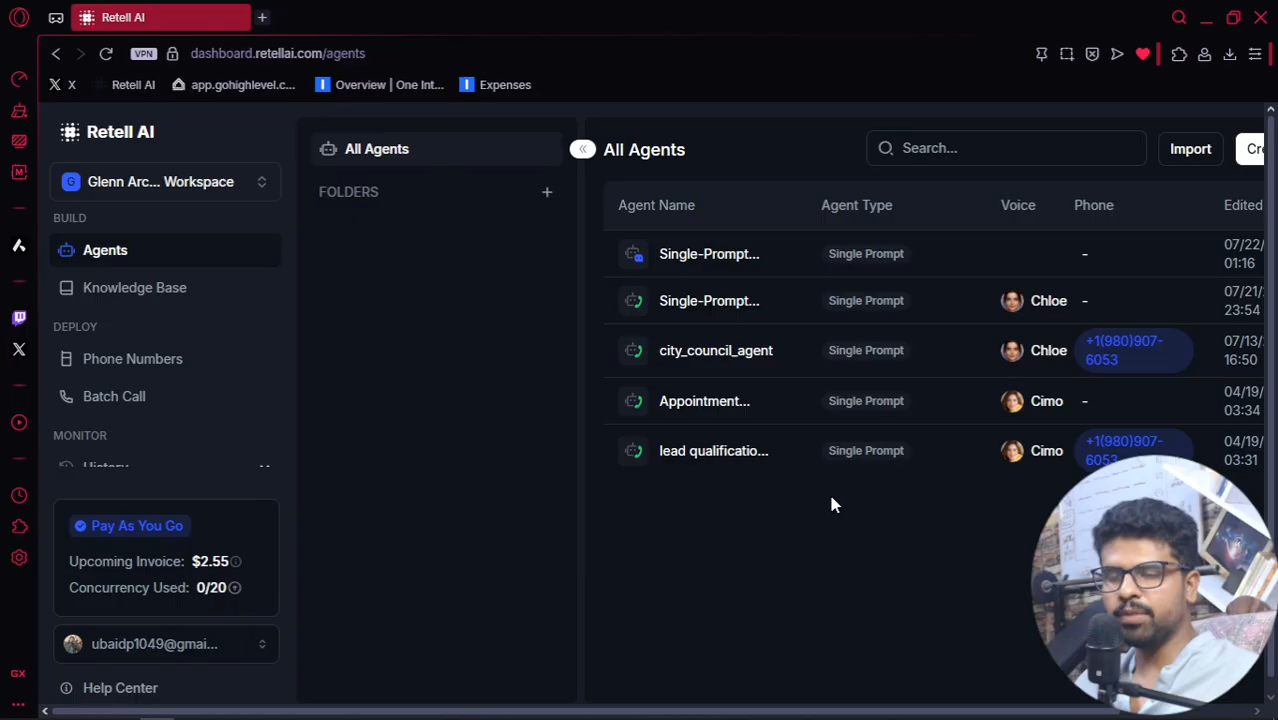 Retell AI
VPN
dashboard.retellai.com/agents
X
Retell AI
app.gohighlevel.c...
Overview | One Int...
Expenses
Retell AI
G
Glenn Arc... Workspace
BUILD
Agents
Knowledge Base
DEPLOY
Phone Numbers
Batch Call
MONITOR
History
Pay As You Go
Upcoming Invoice: $2.55
Concurrency Used: 0/20
ubaidp1049@gmai...
Help Center
GX
All Agents
FOLDERS
All Agents
Search...
Import
Agent Name
Agent Type
Voice
Phone
Edited
Single-Prompt...
Single Prompt
-
07/22/
01:16
Single-Prompt...
Single Prompt
Chloe
-
07/21/
23:54
city_council_agent
Single Prompt
Chloe
+1(980)907-
6053
07/13/
16:50
Appointment...
Single Prompt
Cimo
-
04/19/
03:34
lead qualificatio...
Single Prompt
Cimo
+1(980)907-
6053
04/19/
03:31